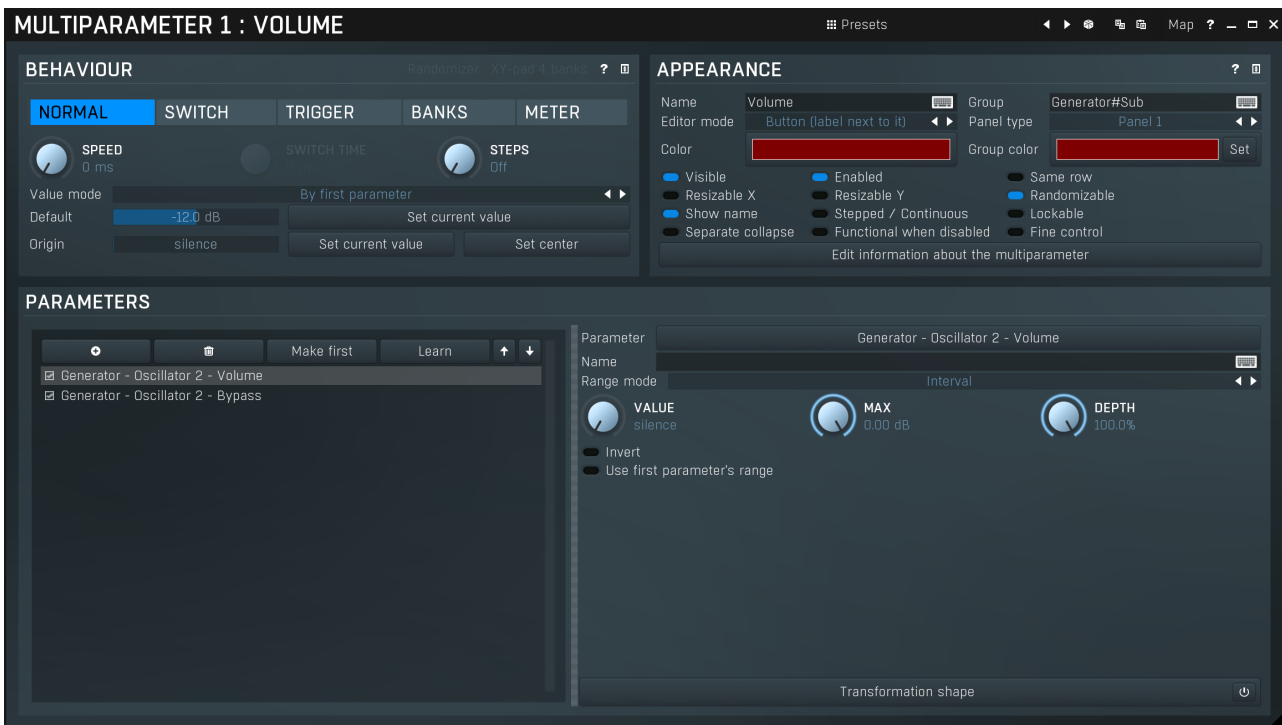 MULTIPARAMETER 1 : VOLUME Presets Map ?
BEHAVIOUR Randomizer XY-pad 4 banks ?
NORMAL SWITCH TRIGGER BANKS METER
SPEED
0 ms
SWITCH TIME
STEPS
Off
Value mode By first parameter
Default -12.0 dB Set current value
Origin silence Set current value Set center
APPEARANCE ?
Name Volume Group Generator#Sub
Editor mode Button (label next to it) Panel type Panel 1
Color Group color Set
Visible Enabled Same row
Resizable X Resizable Y Randomizable
Show name Stepped / Continuous Lockable
Separate collapse Functional when disabled Fine control
Edit information about the multiparameter
PARAMETERS
Make first Learn
Generator - Oscillator 2 - Volume
Generator - Oscillator 2 - Bypass
Parameter Generator - Oscillator 2 - Volume
Name
Range mode Interval
VALUE
silence
MAX
0.00 dB
DEPTH
100.0%
Invert
Use first parameter's range
Transformation shape